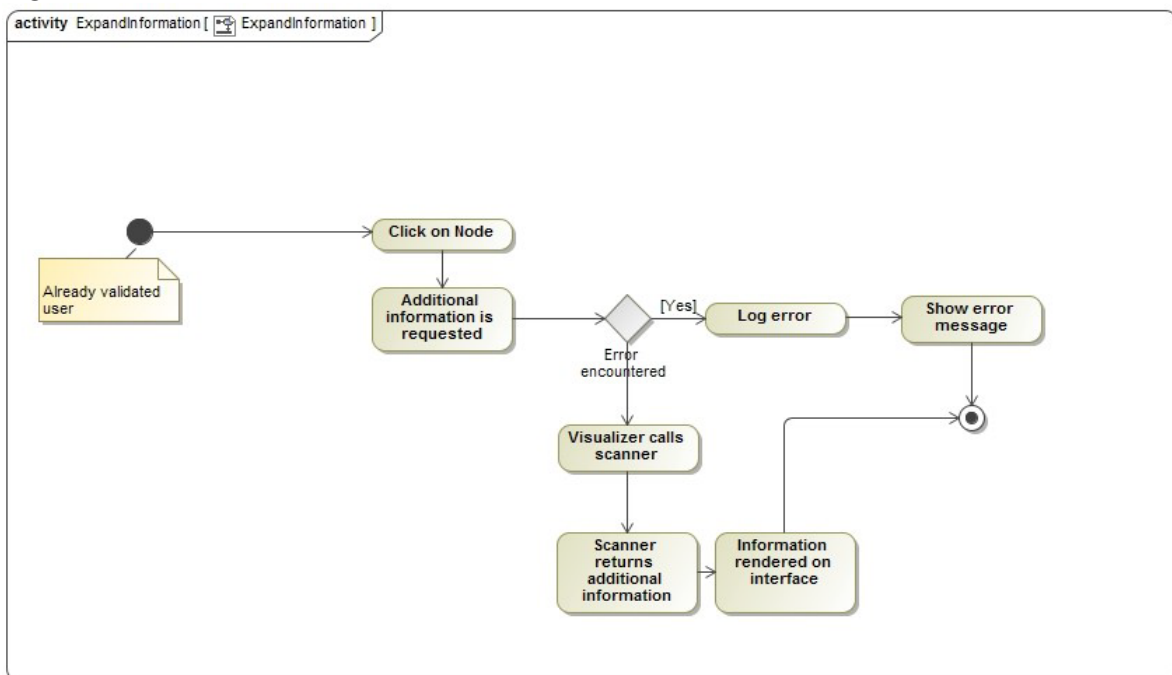 activity ExpandInformation [ ExpandInformation ]
Click on Node
Already validated
user
Additional
information is
requested
[Yes]
Log error
Show error
message
Error
encountered
Visualizer calls
scanner
Scanner
returns
additional
information
Information
rendered on
interface